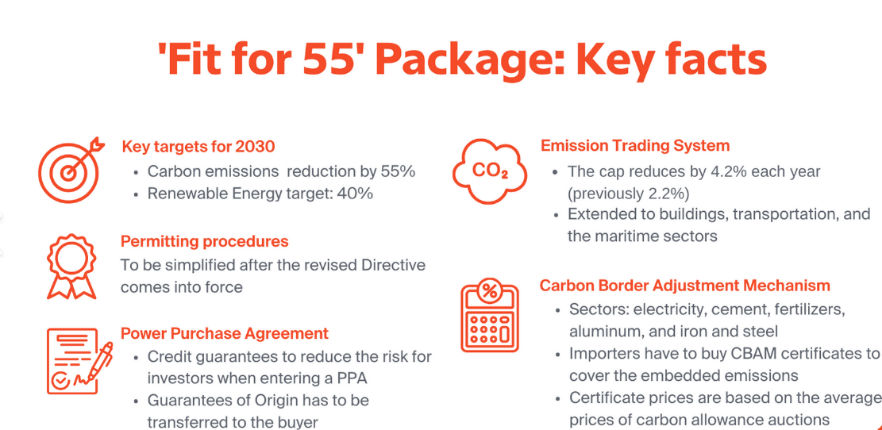 'Fit for 55' Package: Key facts
Key targets for 2030
• Carbon emissions reduction by 55%
• Renewable Energy target: 40%
Permitting procedures
To be simplified after the revised Directive
comes into force
Power Purchase Agreement
• Credit guarantees to reduce the risk for
investors when entering a PPA
• Guarantees of Origin has to be
transferred to the buyer
CO₂
Emission Trading System
• The cap reduces by 4.2% each year
(previously 2.2%)
• Extended to buildings, transportation, and
the maritime sectors
%
Carbon Border Adjustment Mechanism
• Sectors: electricity, cement, fertilizers,
aluminum, and iron and steel
• Importers have to buy CBAM certificates to
cover the embedded emissions
• Certificate prices are based on the average
prices of carbon allowance auctions